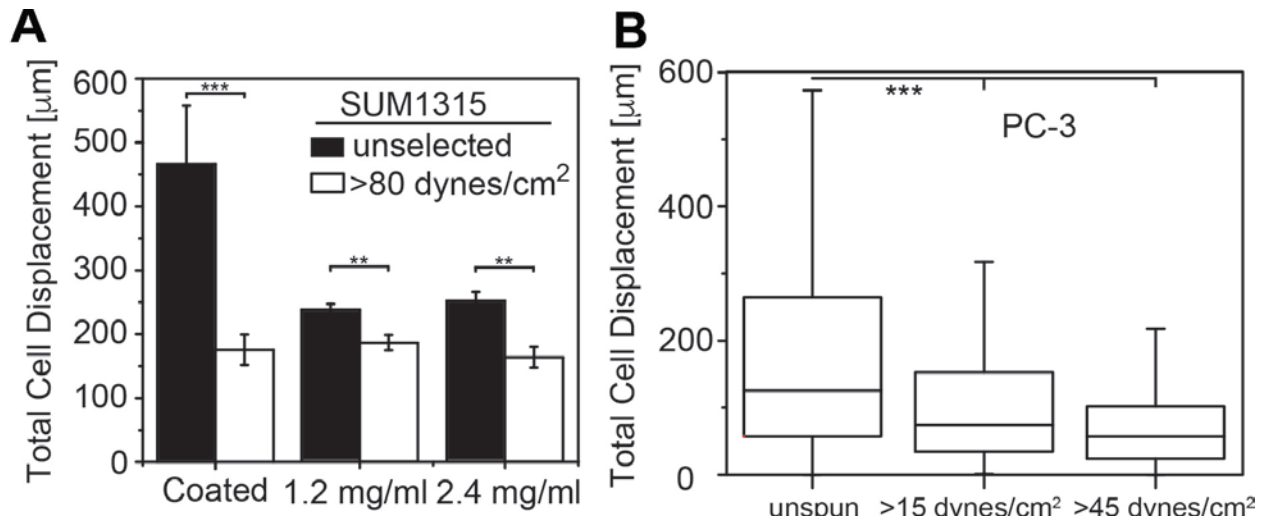 A
Total Cell Displacement [μm]
600
500
400
300
200
100
0
***
SUM1315
unselected
>80 dynes/cm²
**
**
Coated
1.2 mg/ml
2.4 mg/ml
B
Total Cell Displacement [μm]
600
400
200
0
***
PC-3
unspun
>15 dynes/cm²
>45 dynes/cm²